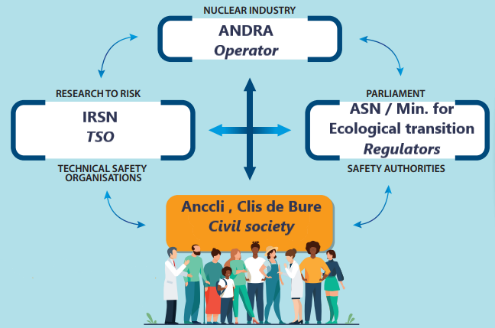 NUCLEAR INDUSTRY
ANDRA
Operator
RESEARCH TO RISK
IRSN
TSO
TECHNICAL SAFETY
ORGANISATIONS
PARLIAMENT
ASN / Min. for
Ecological transition
Regulators
SAFETY AUTHORITIES
Anccli , Clis de Bure
Civil society